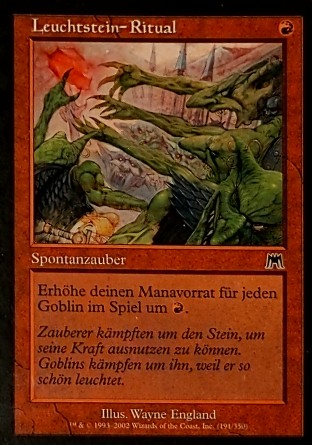 Leuchtstein-Ritual
Spontanzauber
Erhöhe deinen Manavorrat für jeden
Goblin im Spiel um .
Zauberer kämpften um den Stein, um
seine Kraft ausnutzen zu können.
Goblins kämpfen um ihn, weil er so
schön leuchtet.
Illus. Wayne England
™ & © 1993-2002 Wizards of the Coast, Inc. (191/350)